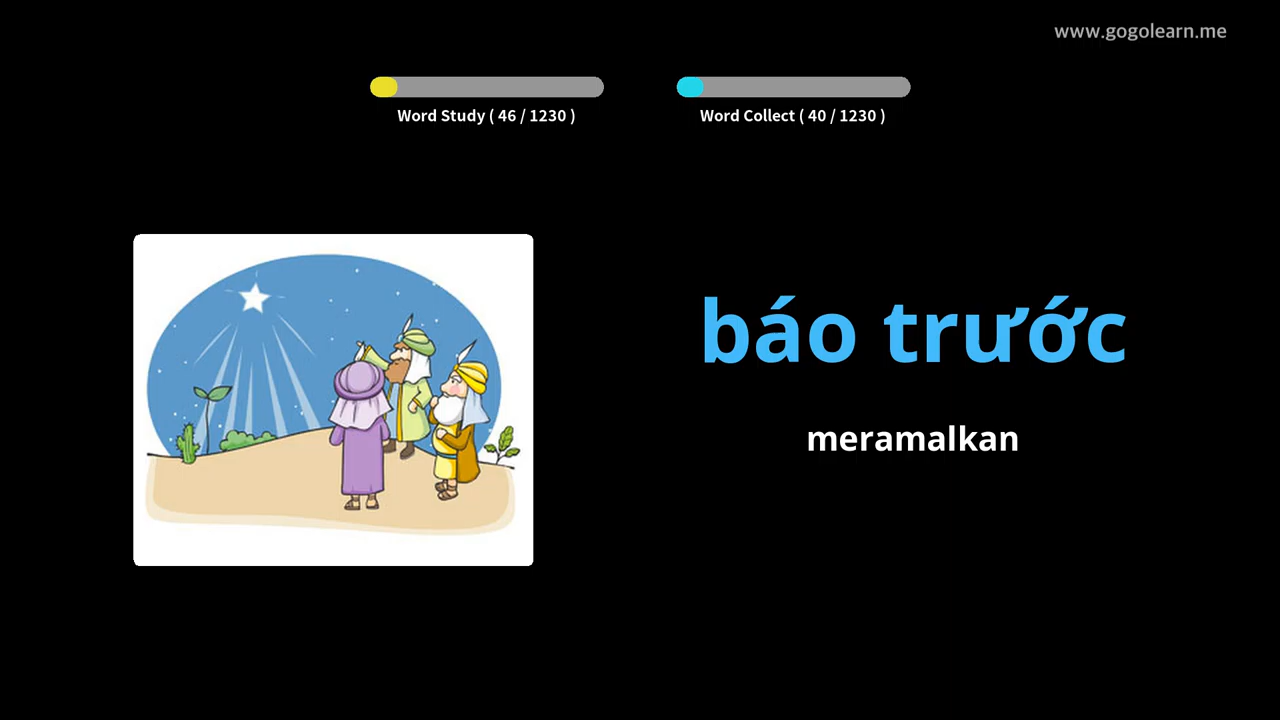 www.gogolearn.me
Word Study ( 46 / 1230 )
Word Collect ( 40 / 1230 )
báo trước
meramalkan